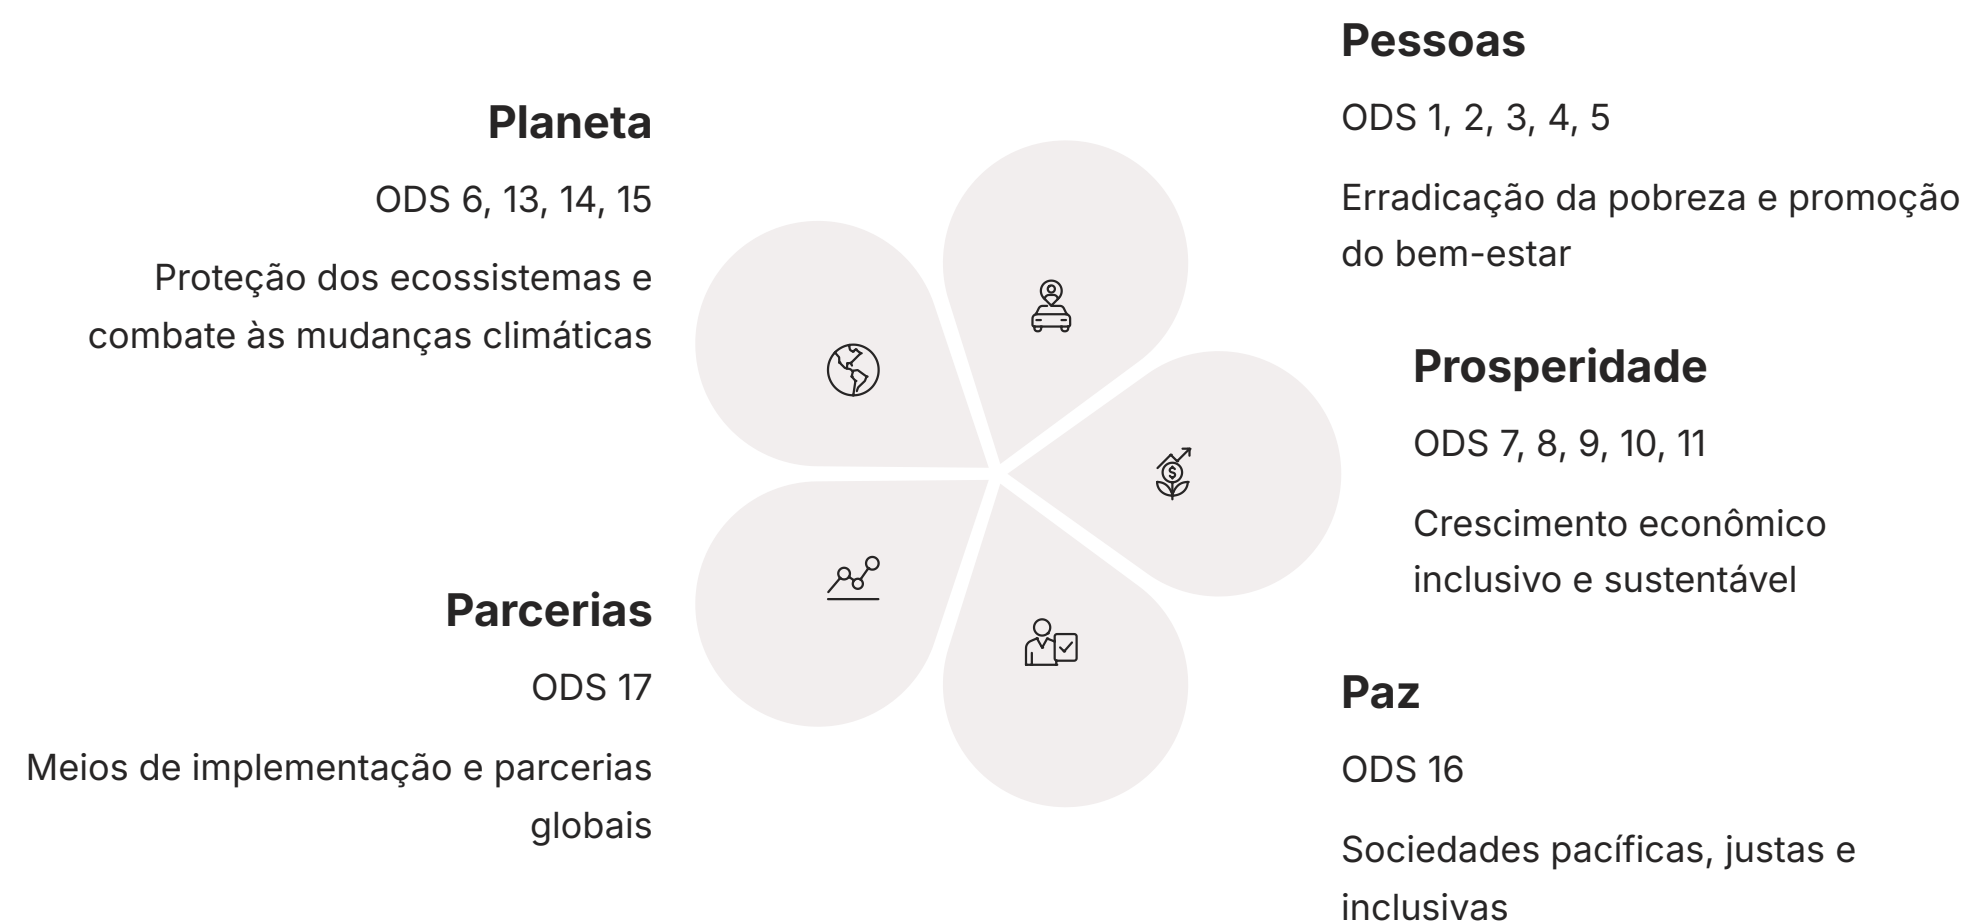 Pessoas
ODS 1, 2, 3, 4, 5
Erradicação da pobreza e promoção
do bem-estar
Planeta
ODS 6, 13, 14, 15
Proteção dos ecossistemas e
combate às mudanças climáticas
Prosperidade
ODS 7, 8, 9, 10, 11
Crescimento econômico
inclusivo e sustentável
Parcerias
ODS 17
Meios de implementação e parcerias
globais
Paz
ODS 16
Sociedades pacíficas, justas e
inclusivas